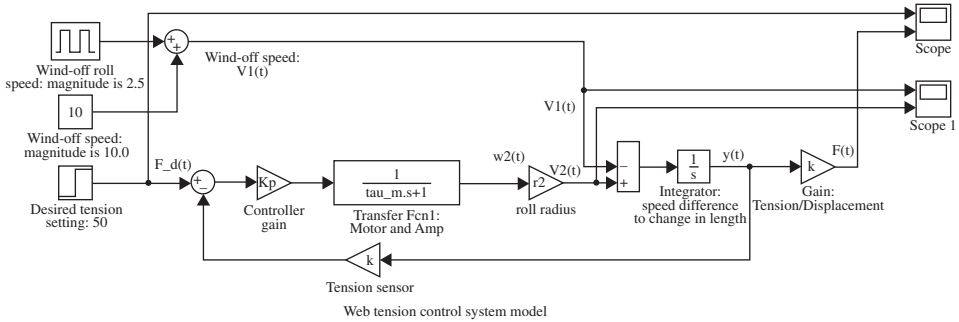 Scope
Wind-off roll
speed: magnitude is 2.5
+
+
Wind-off speed:
V1(t)
10
V1(t)
Scope 1
Wind-off speed:
magnitude is 10.0
F_d(t)
+
−
Kp
1
tau_m.s+1
w2(t)
r2
V2(t)
−
+
1
s
y(t)
k
F(t)
Desired tension
setting: 50
Controller
gain
Transfer Fcn1:
Motor and Amp
roll radius
Integrator:
speed difference
to change in length
Gain:
Tension/Displacement
k
Tension sensor
Web tension control system model